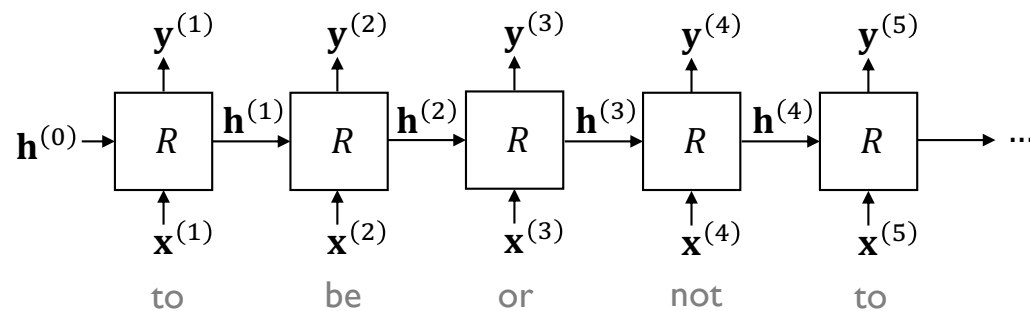 y⁽¹⁾ y⁽²⁾ y⁽³⁾ y⁽⁴⁾ y⁽⁵⁾
h⁽⁰⁾ R h⁽¹⁾ R h⁽²⁾ R h⁽³⁾ R h⁽⁴⁾ R ...
x⁽¹⁾ x⁽²⁾ x⁽³⁾ x⁽⁴⁾ x⁽⁵⁾
to be or not to